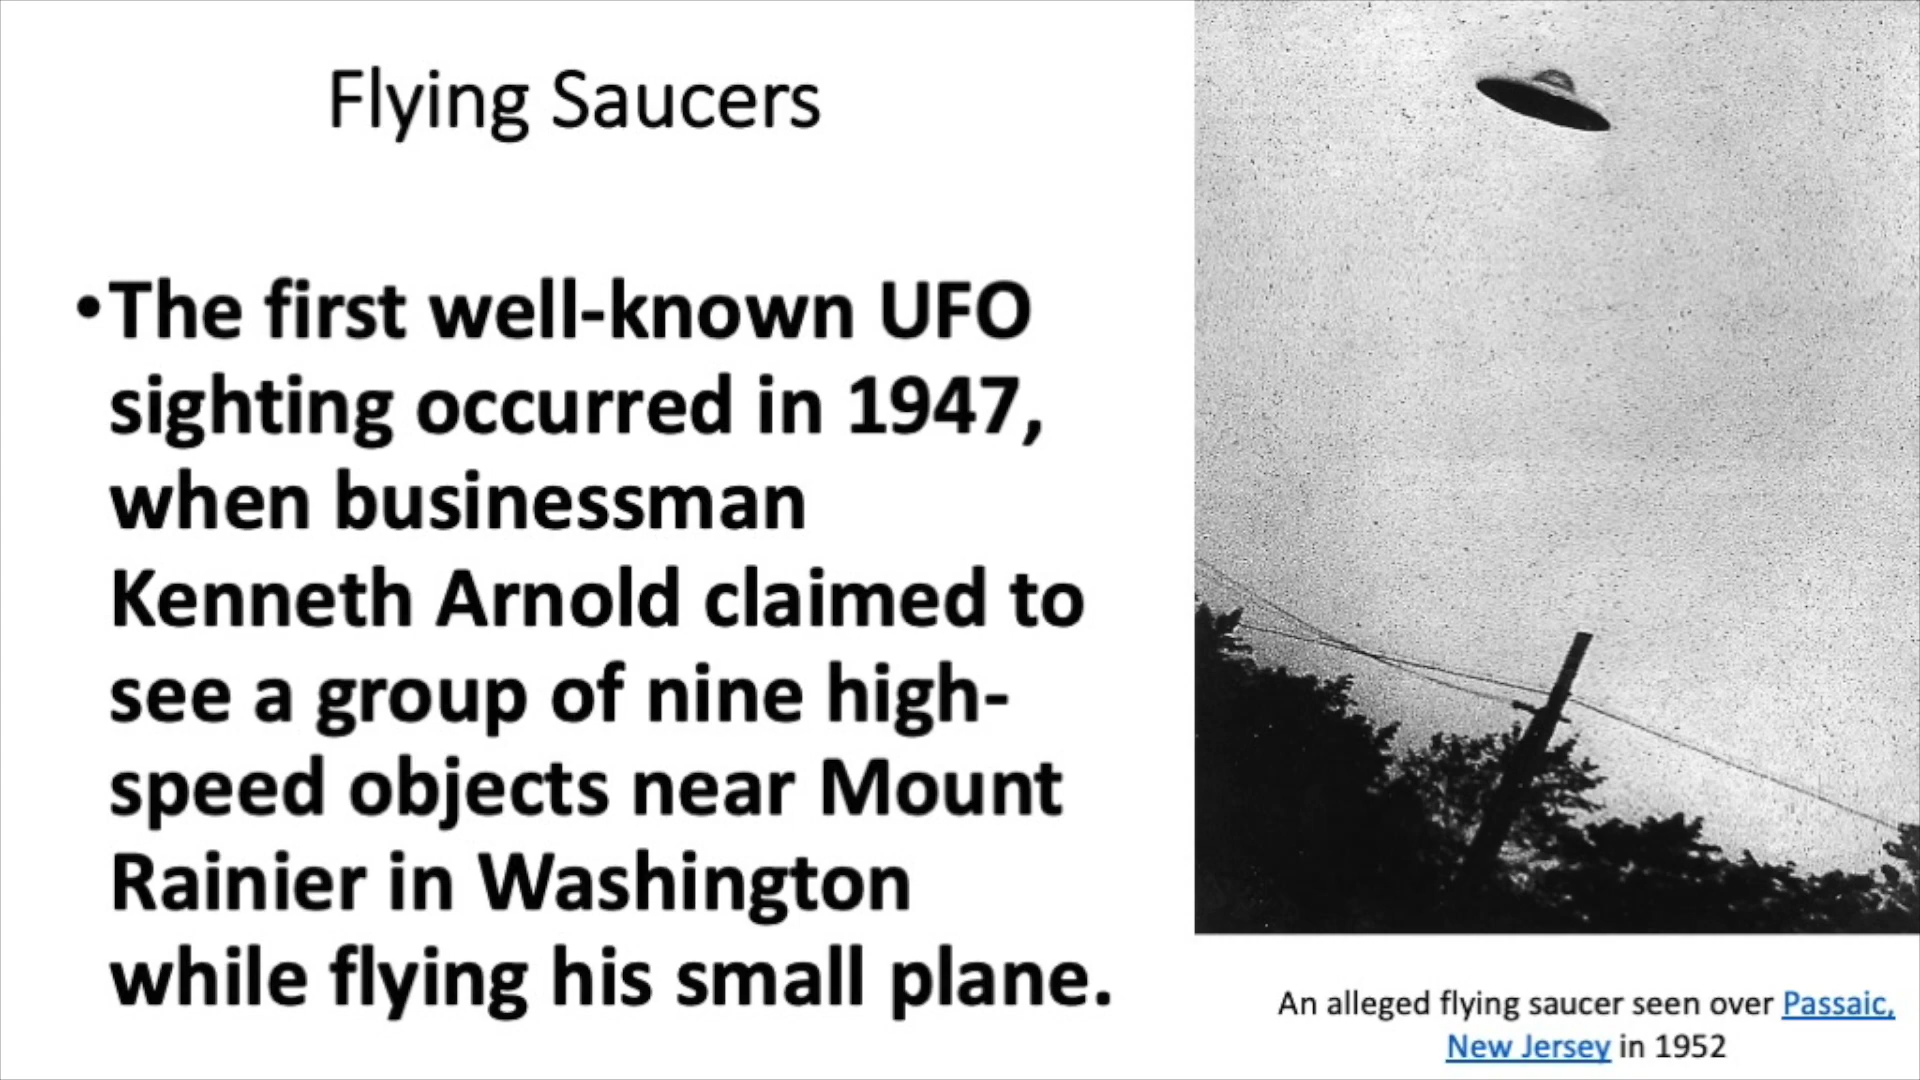 Flying Saucers
•The first well-known UFO
sighting occurred in 1947,
when businessman
Kenneth Arnold claimed to
see a group of nine high-
speed objects near Mount
Rainier in Washington
while flying his small plane.
An alleged flying saucer seen over Passaic,
New Jersey in 1952